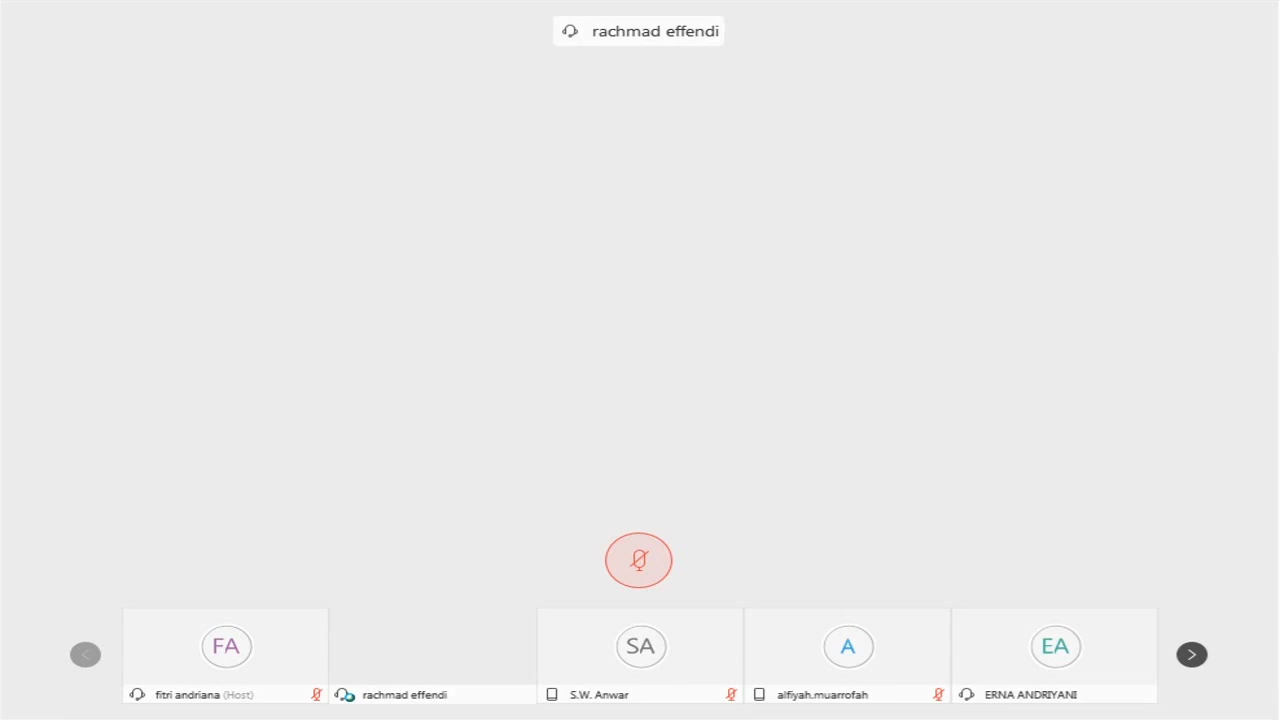 rachmad effendi
FA
SA
A
EA
fitri andriana (Host)
rachmad effendi
S.W. Anwar
alfiyah.muarrofah
ERNA ANDRIYANI